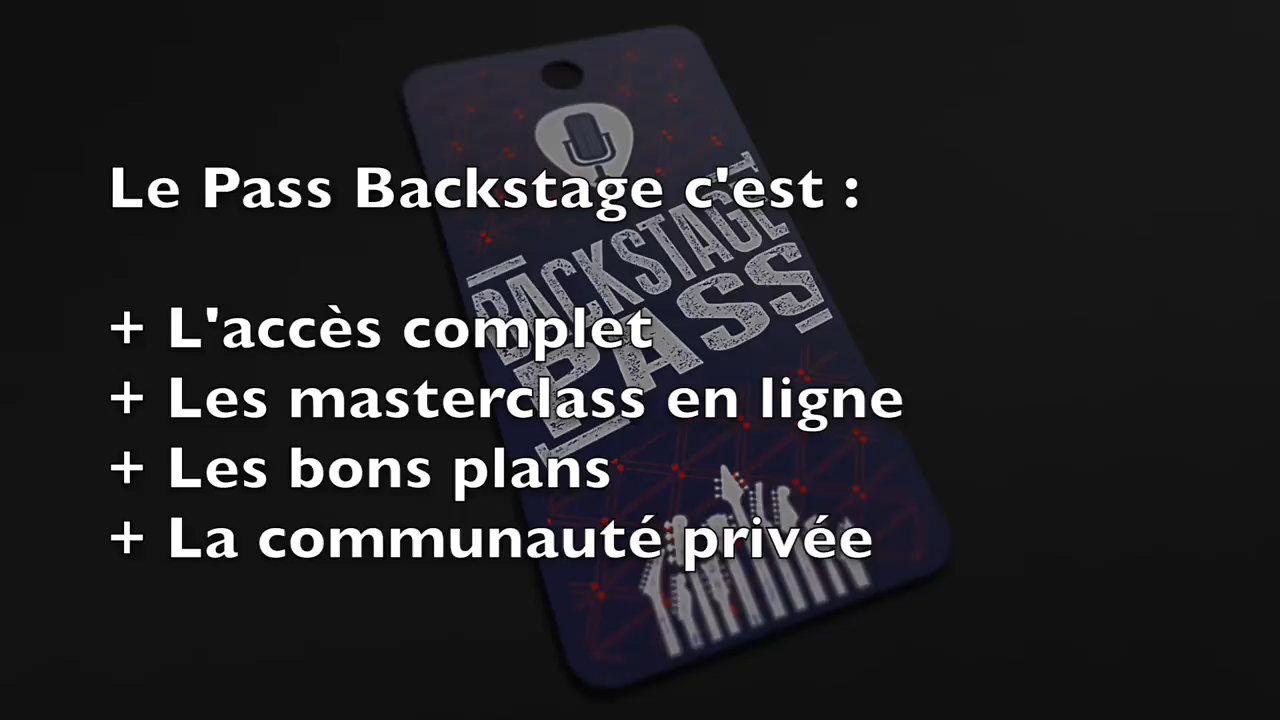 Le Pass Backstage c'est :
+ L'accès complet
+ Les masterclass en ligne
+ Les bons plans
+ La communauté privée
BACKSTAGE
PASS